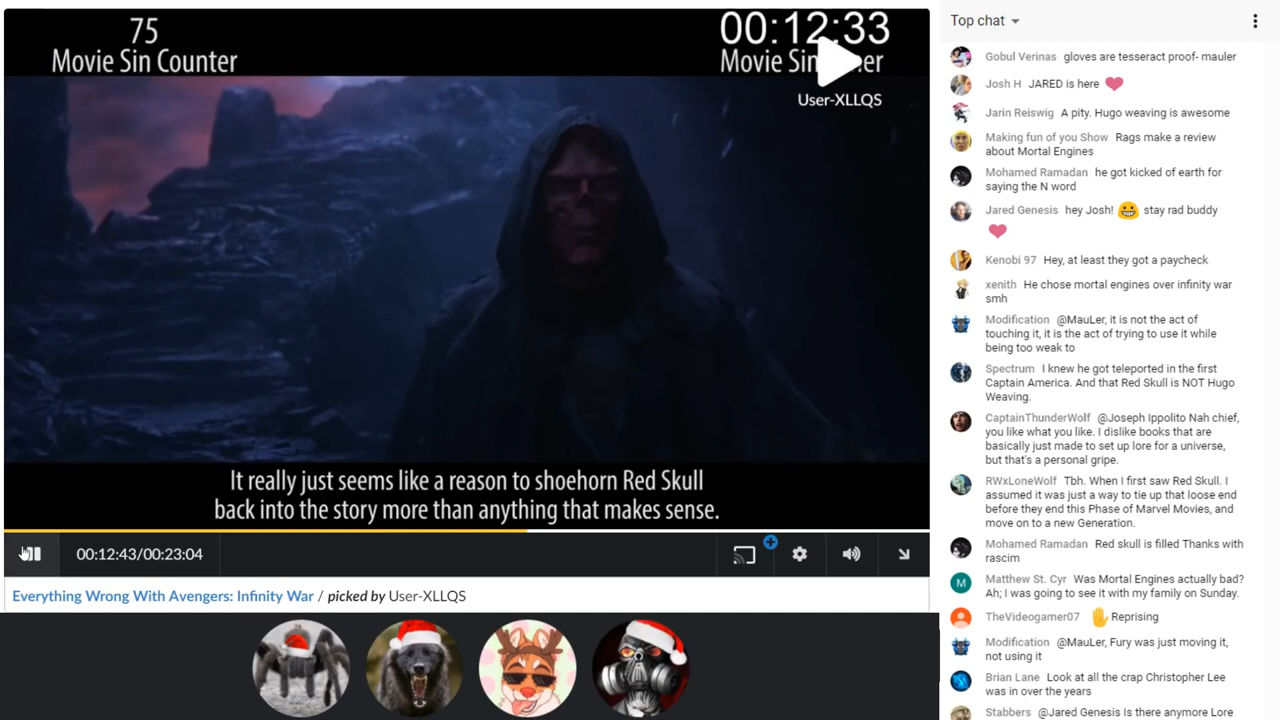 75
Movie Sin Counter
00:12:33
Movie Sin er
User-XLLQS
It really just seems like a reason to shoehorn Red Skull
back into the story more than anything that makes sense.
00:12:43/00:23:04
Everything Wrong With Avengers: Infinity War / picked by User-XLLQS
Top chat
Gobul Verinas gloves are tesseract proof- mauler
Josh H JARED is here
Jarin Reiswig A pity. Hugo weaving is awesome
Making fun of you Show Rags make a review
about Mortal Engines
Mohamed Ramadan he got kicked of earth for
saying the N word
Jared Genesis hey Josh! stay rad buddy
Kenobi 97 Hey, at least they got a paycheck
xenith He chose mortal engines over infinity war
smh
Modification @MauLer, it is not the act of
touching it, it is the act of trying to use it while
being too weak to
Spectrum I knew he got teleported in the first
Captain America. And that Red Skull is NOT Hugo
Weaving.
CaptainThunderWolf @Joseph Ippolito Nah chief,
you like what you like. I dislike books that are
basically just made to set up lore for a universe,
but that's a personal gripe.
RWxLoneWolf Tbh. When I first saw Red Skull. I
assumed it was just a way to tie up that loose end
before they end this Phase of Marvel Movies, and
move on to a new Generation.
Mohamed Ramadan Red skull is filled Thanks with
rascim
M
Matthew St. Cyr Was Mortal Engines actually bad?
Ah; I was going to see it with my family on Sunday.
TheVideogamer07 Reprising
Modification @MauLer, Fury was just moving it,
not using it
Brian Lane Look at all the crap Christopher Lee
was in over the years
Stabbers @Jared Genesis Is there anymore Lore